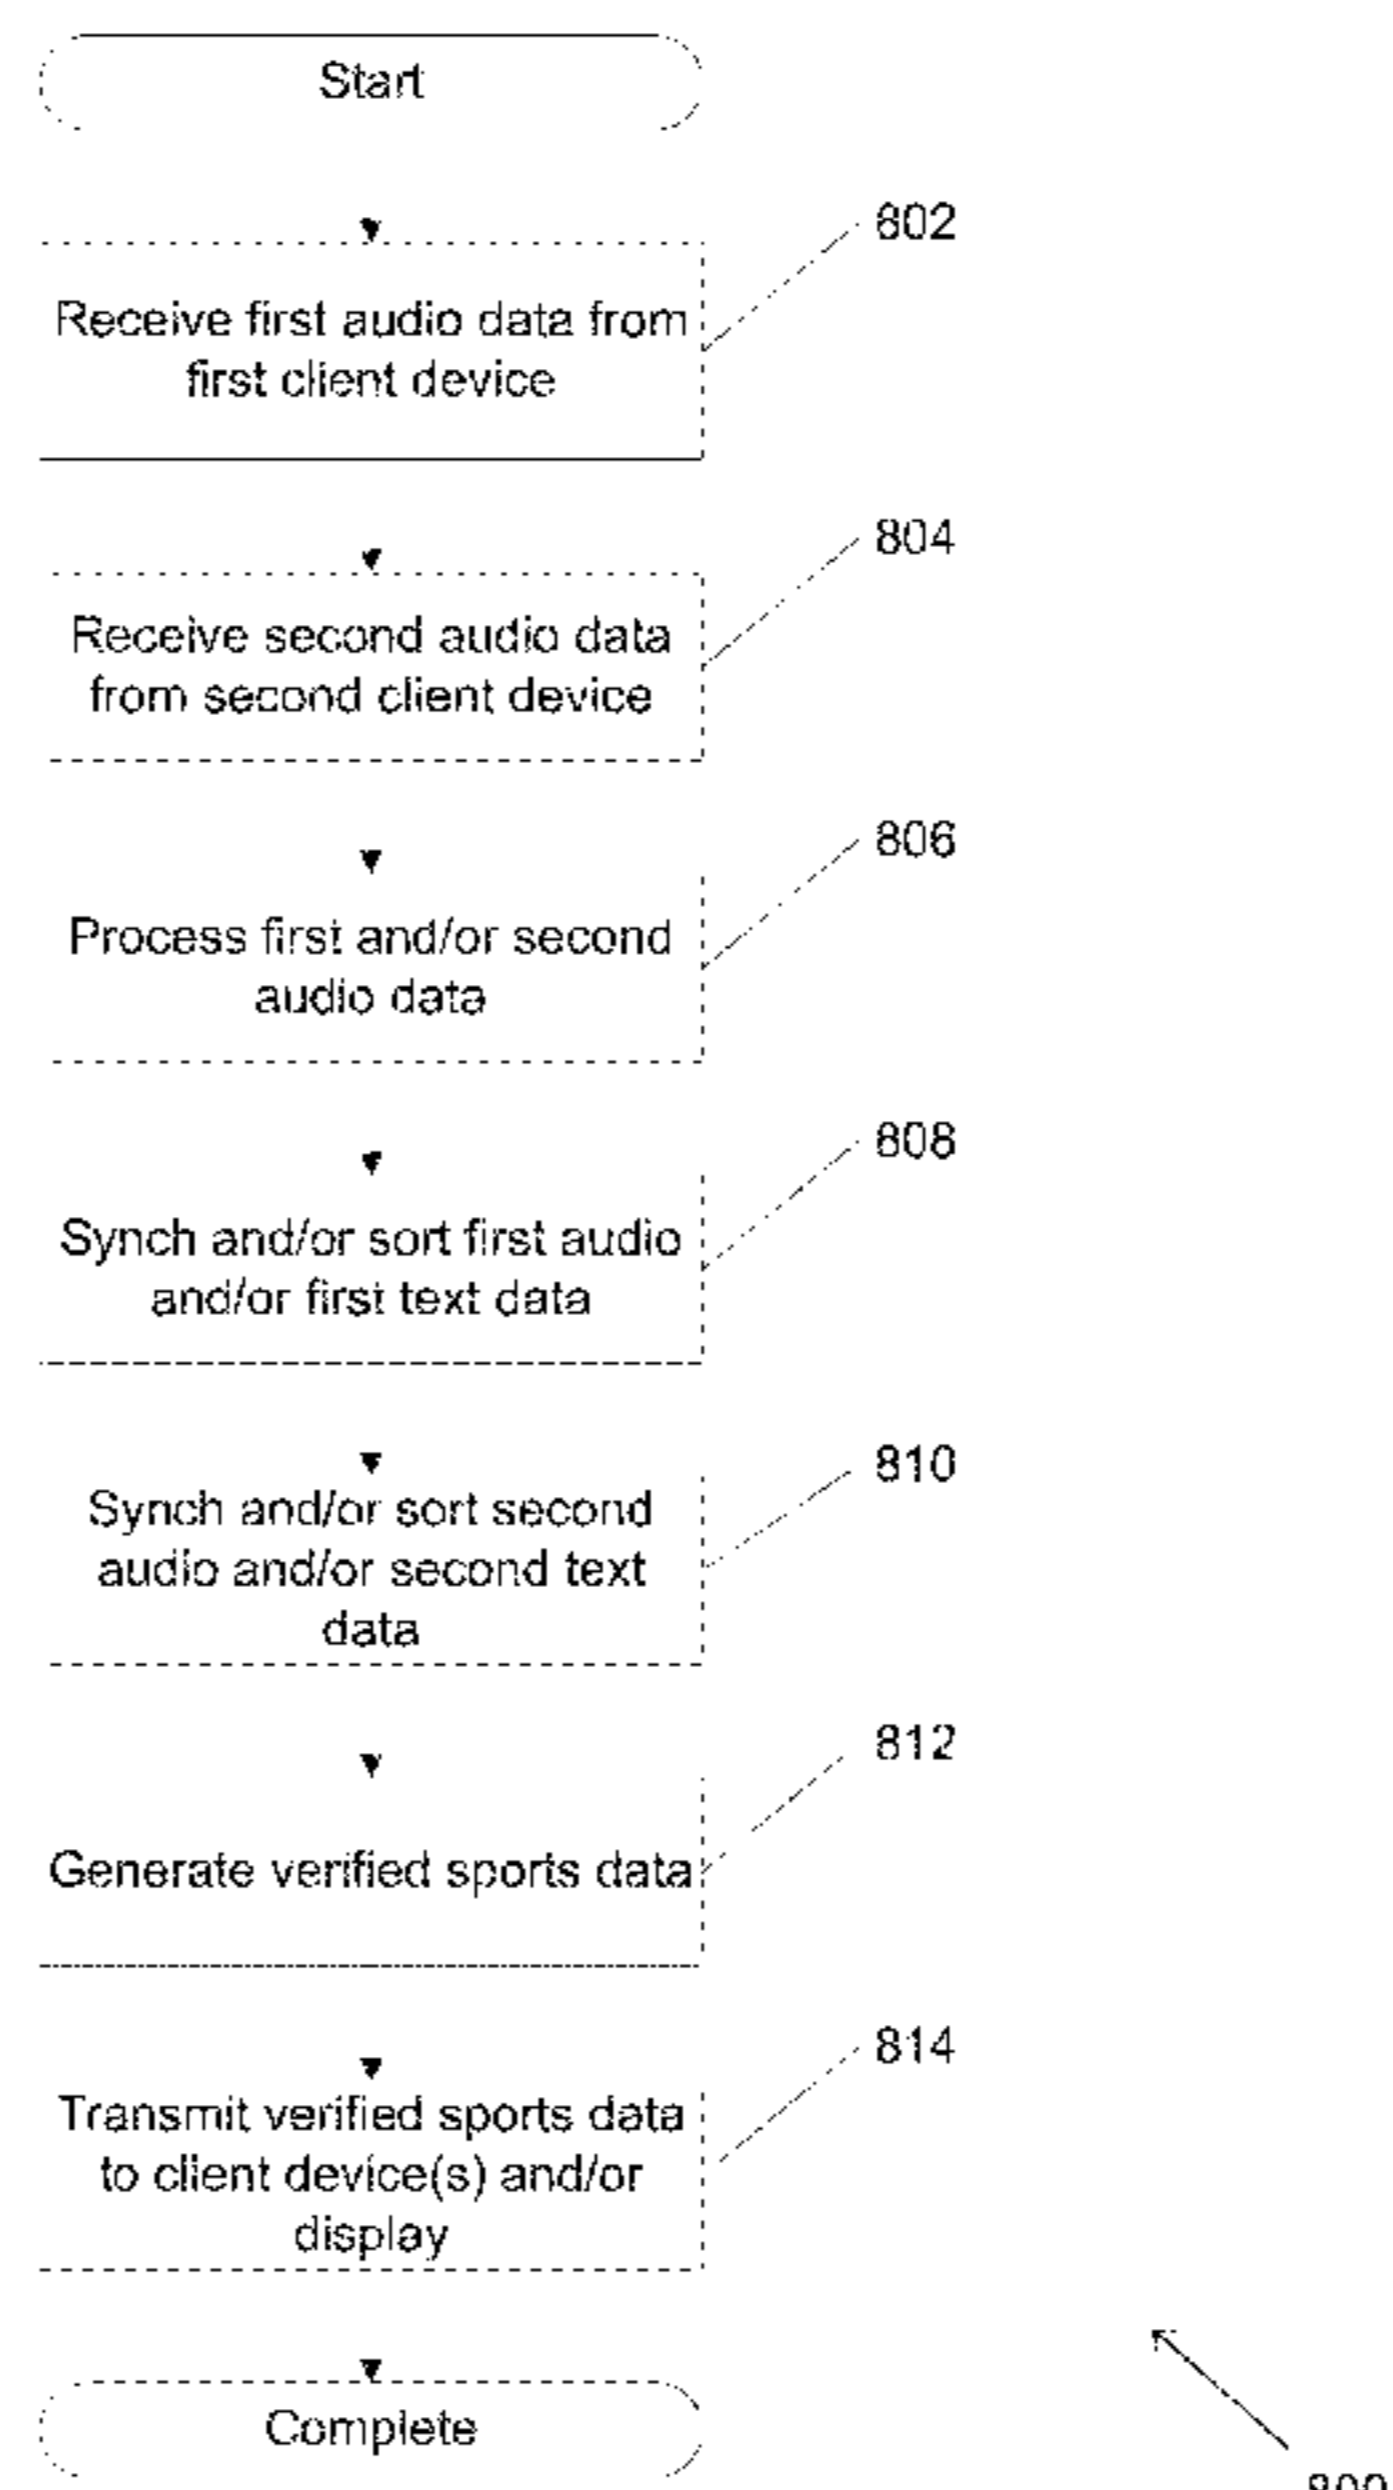 Start
802
Receive first audio data from
first client device
804
Receive second audio data
from second client device
806
Process first and/or second
audio data
808
Synch and/or sort first audio
and/or first text data
810
Synch and/or sort second
audio and/or second text
data
812
Generate verified sports data
814
Transmit verified sports data
to client device(s) and/or
display
Complete